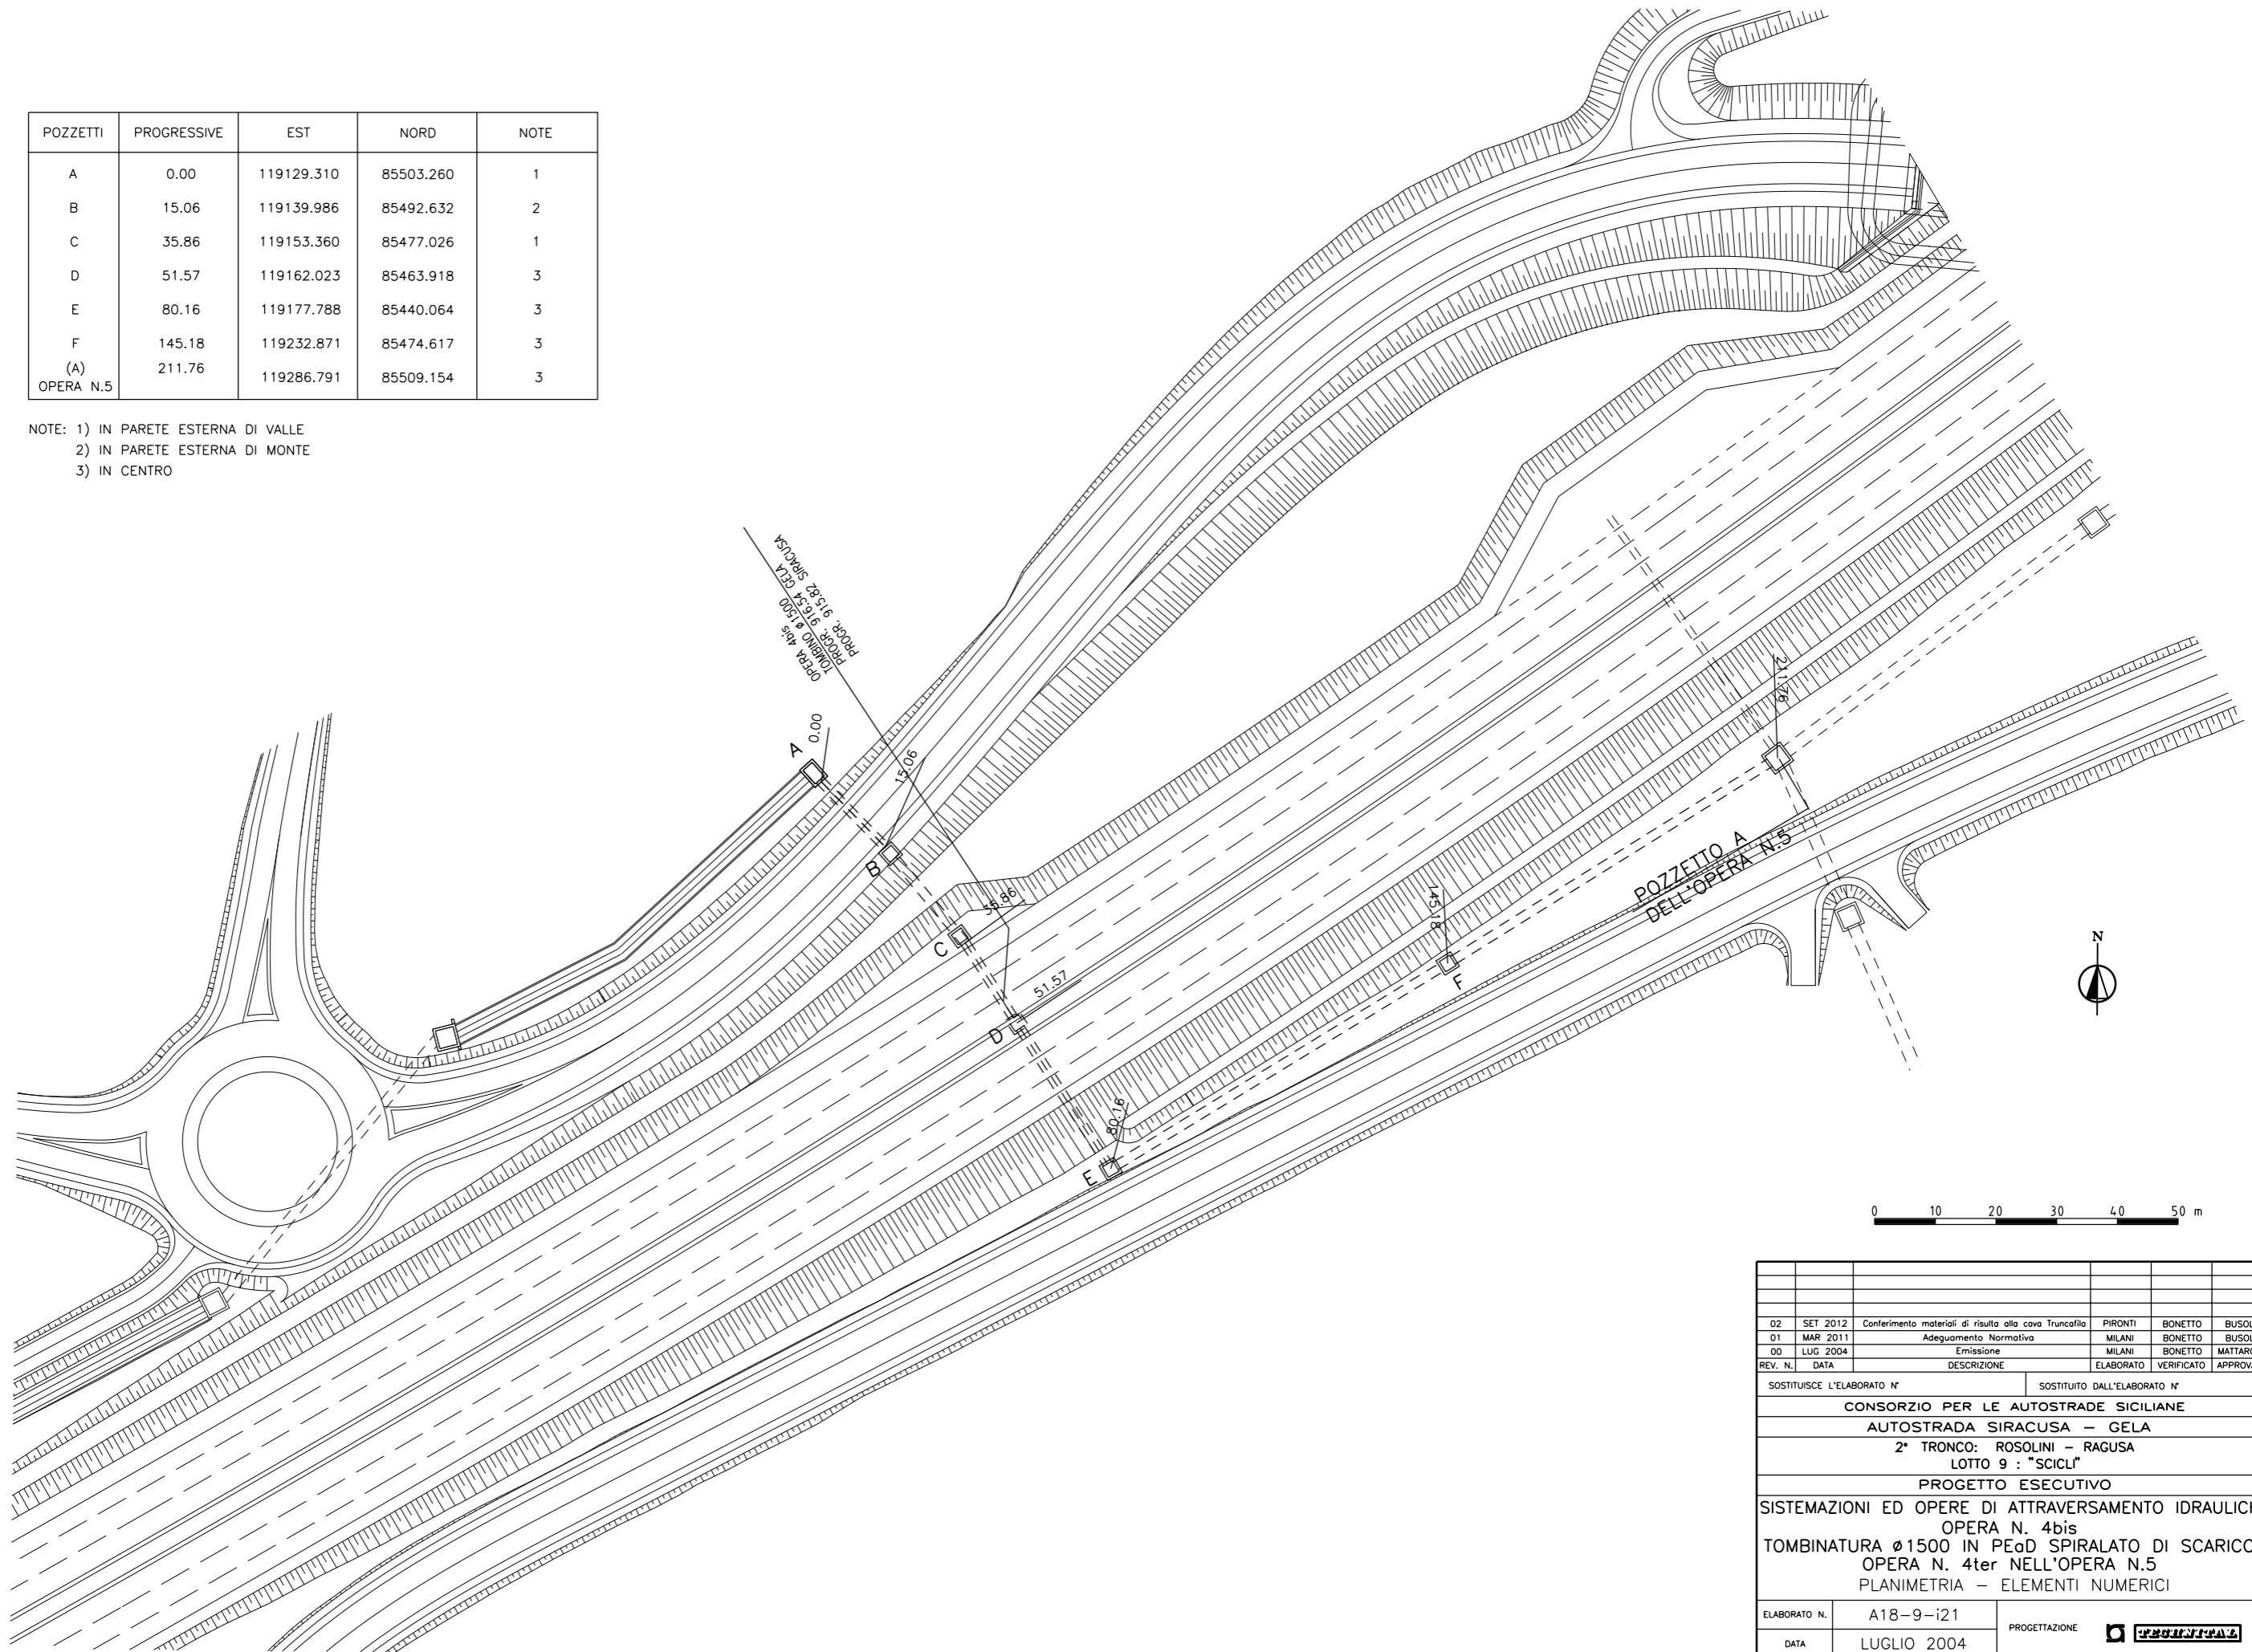 POZZETTI PROGRESSIVE EST NORD NOTE
A 0.00 119129.310 85503.260 1
B 15.06 119139.986 85492.632 2
C 35.86 119153.360 85477.026 1
D 51.57 119162.023 85463.918 3
E 80.16 119177.788 85440.064 3
F 145.18 119232.871 85474.617 3
(A) OPERA N.5 211.76 119286.791 85509.154 3
NOTE: 1) IN PARETE ESTERNA DI VALLE
2) IN PARETE ESTERNA DI MONTE
3) IN CENTRO
OPERA 4bis
TOMBINO ø1500
PROGR. 916.54 GELA
PROGR. 915.82 SIRACUSA
A
0.00
B
15.06
C
35.86
D
51.57
E
80.16
F
145.18
211.76
POZZETTO A
DELL'OPERA N.5
N
0 10 20 30 40 50 m
02 SET 2012 Conferimento materiali di risulta alla cava Truncafila PIRONTI BONETTO BUSOL
01 MAR 2011 Adeguamento Normativa MILANI BONETTO BUSOL
00 LUG 2004 Emissione MILANI BONETTO MATTARO
REV. N. DATA DESCRIZIONE ELABORATO VERIFICATO APPROVA
SOSTITUISCE L'ELABORATO N° SOSTITUITO DALL'ELABORATO N°
CONSORZIO PER LE AUTOSTRADE SICILIANE
AUTOSTRADA SIRACUSA – GELA
2° TRONCO: ROSOLINI – RAGUSA
LOTTO 9 : "SCICLI"
PROGETTO ESECUTIVO
SISTEMAZIONI ED OPERE DI ATTRAVERSAMENTO IDRAULICH
OPERA N. 4bis
TOMBINATURA ø1500 IN PEaD SPIRALATO DI SCARICO
OPERA N. 4ter NELL'OPERA N.5
PLANIMETRIA – ELEMENTI NUMERICI
ELABORATO N. A18-9-i21
PROGETTAZIONE TECHNITAL
DATA LUGLIO 2004